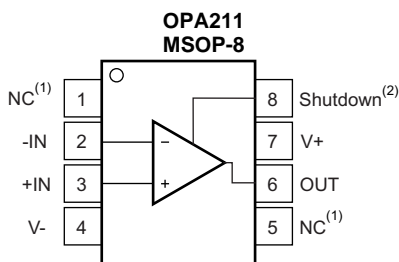 OPA211
MSOP-8
NC(1) 1 8 Shutdown(2)
-IN 2 − 7 V+
+IN 3 + 6 OUT
V- 4 5 NC(1)